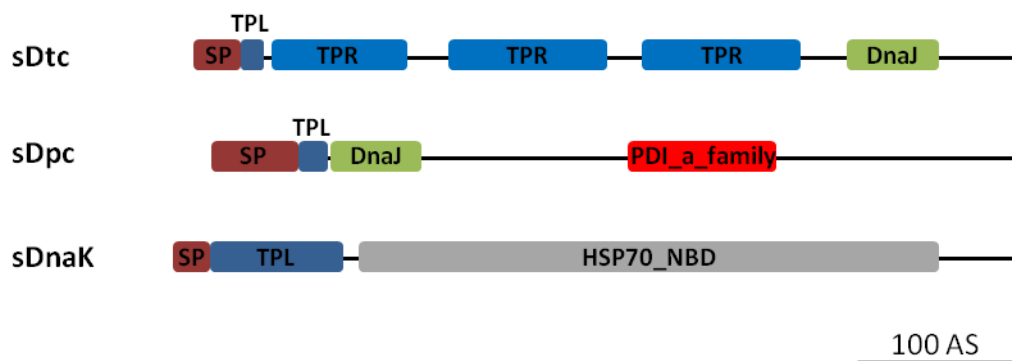 TPL
sDtc SP TPR TPR TPR DnaJ
TPL
sDpc SP DnaJ PDI_a_family
sDnaK SP TPL HSP70_NBD
100 AS